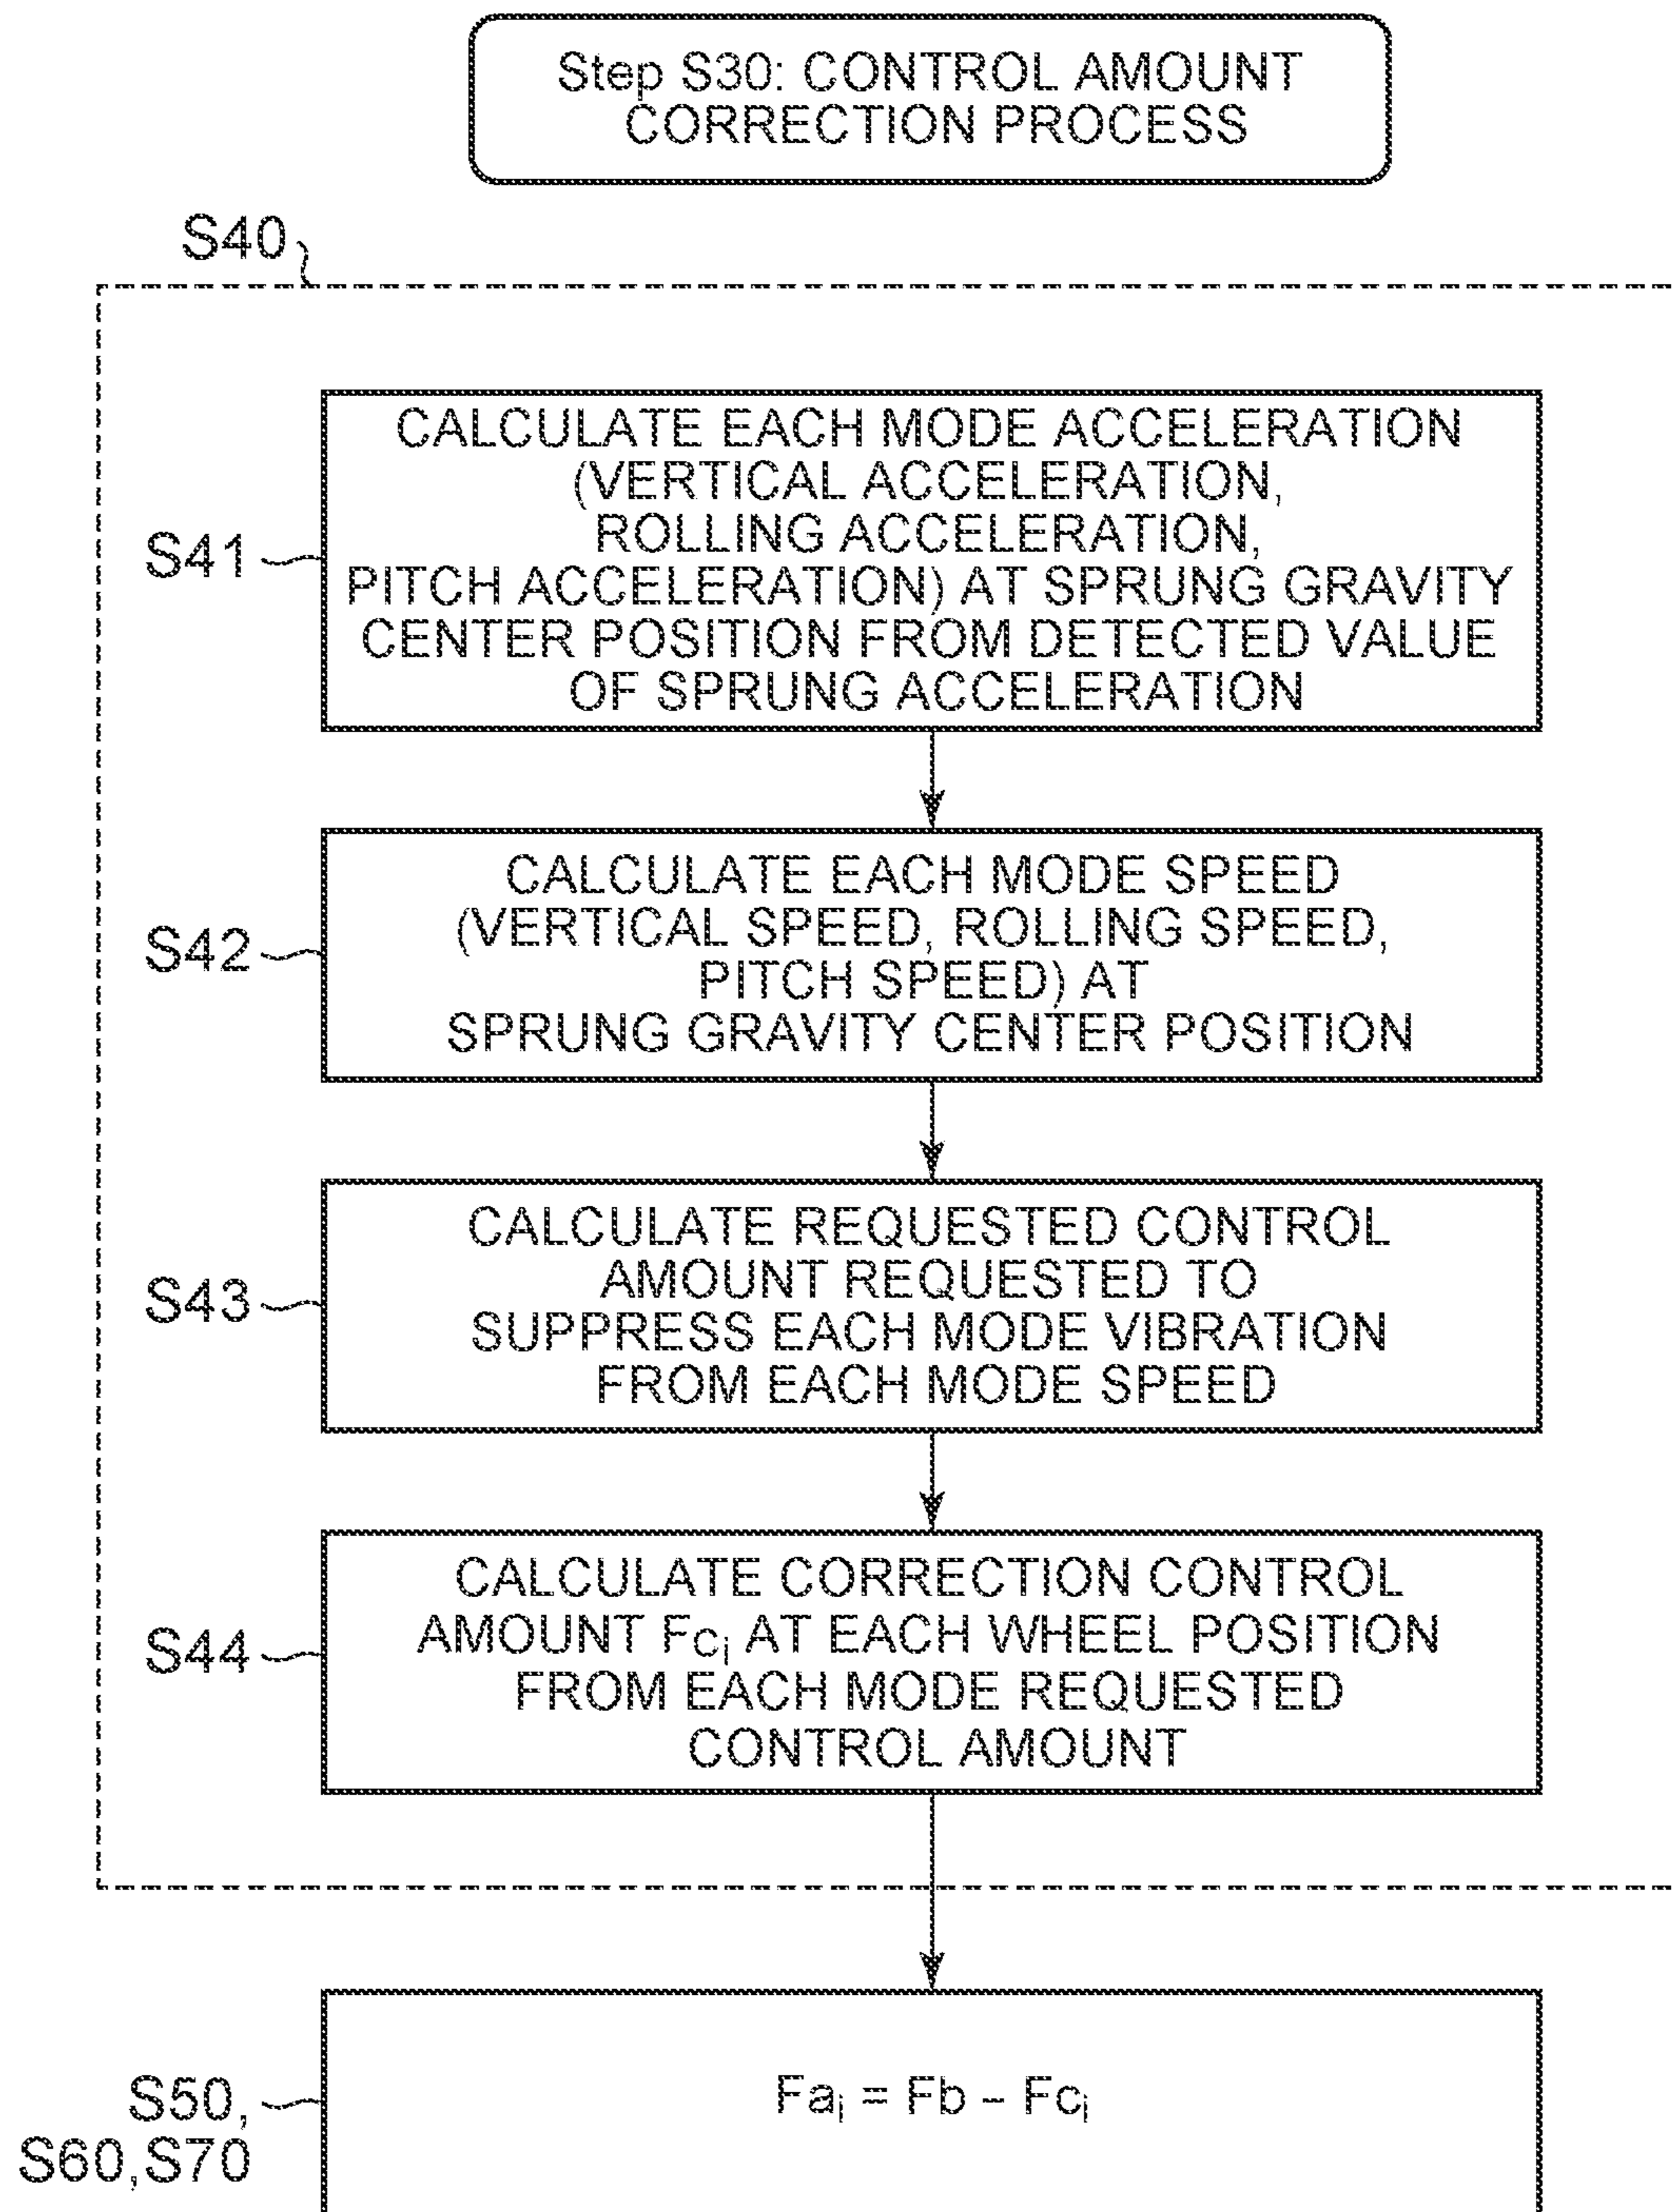 Step S30: CONTROL AMOUNT
CORRECTION PROCESS
S40
S41
CALCULATE EACH MODE ACCELERATION
(VERTICAL ACCELERATION,
ROLLING ACCELERATION,
PITCH ACCELERATION) AT SPRUNG GRAVITY
CENTER POSITION FROM DETECTED VALUE
OF SPRUNG ACCELERATION
S42
CALCULATE EACH MODE SPEED
(VERTICAL SPEED, ROLLING SPEED,
PITCH SPEED) AT
SPRUNG GRAVITY CENTER POSITION
S43
CALCULATE REQUESTED CONTROL
AMOUNT REQUESTED TO
SUPPRESS EACH MODE VIBRATION
FROM EACH MODE SPEED
S44
CALCULATE CORRECTION CONTROL
AMOUNT Fci AT EACH WHEEL POSITION
FROM EACH MODE REQUESTED
CONTROL AMOUNT
S50,
S60,S70
Fai = Fb – Fci